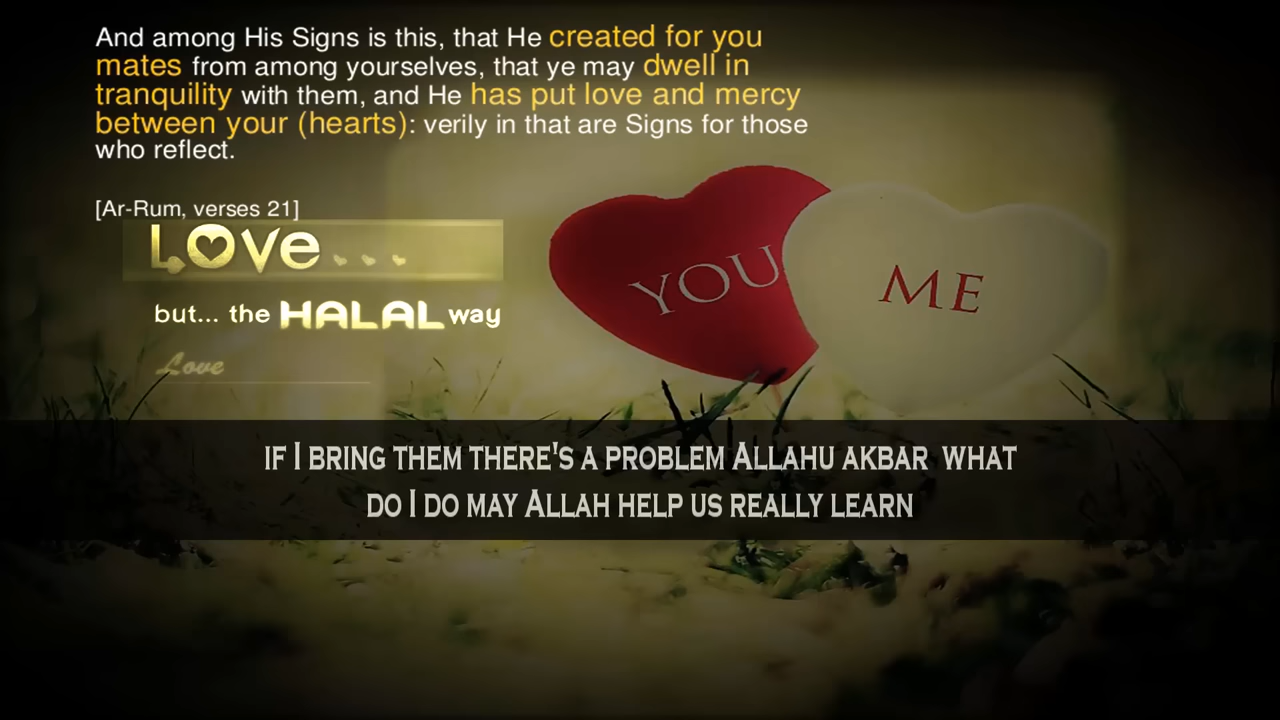 And among His Signs is this, that He created for you
mates from among yourselves, that ye may dwell in
tranquility with them, and He has put love and mercy
between your (hearts): verily in that are Signs for those
who reflect.
[Ar-Rum, verses 21]
Love...
but... the HALAL way
Love
YOU
ME
IF I BRING THEM THERE'S A PROBLEM ALLAHU AKBAR WHAT
DO I DO MAY ALLAH HELP US REALLY LEARN